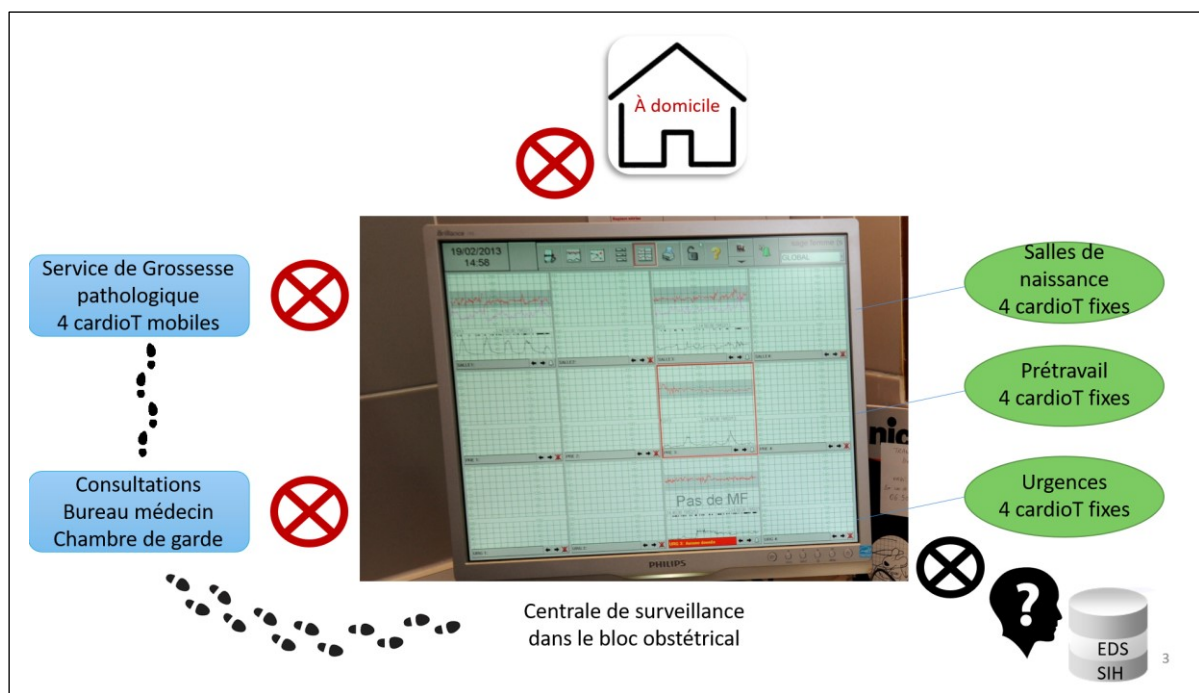 À domicile
Service de Grossesse
pathologique
4 cardioT mobiles
Consultations
Bureau médecin
Chambre de garde
Brilliance
19/02/2013
14:58
GLOBAL
Pas de MF
PHILIPS
Salles de
naissance
4 cardioT fixes
Prétravail
4 cardioT fixes
Urgences
4 cardioT fixes
Centrale de surveillance
dans le bloc obstétrical
?
EDS
SIH
3